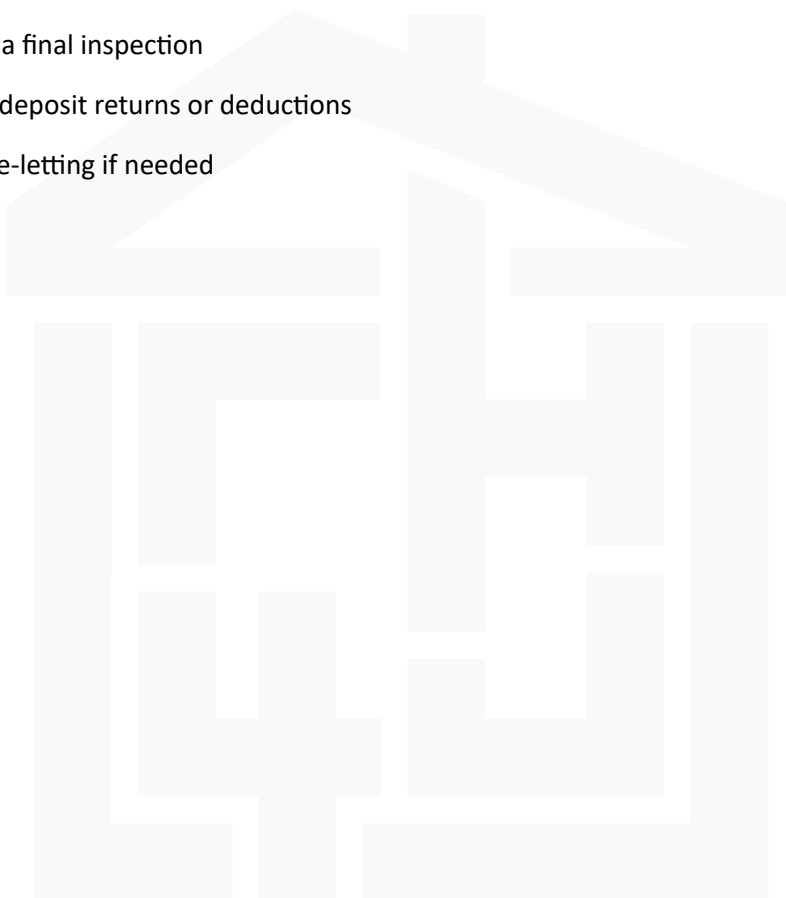 a final inspection
deposit returns or deductions
e-letting if needed